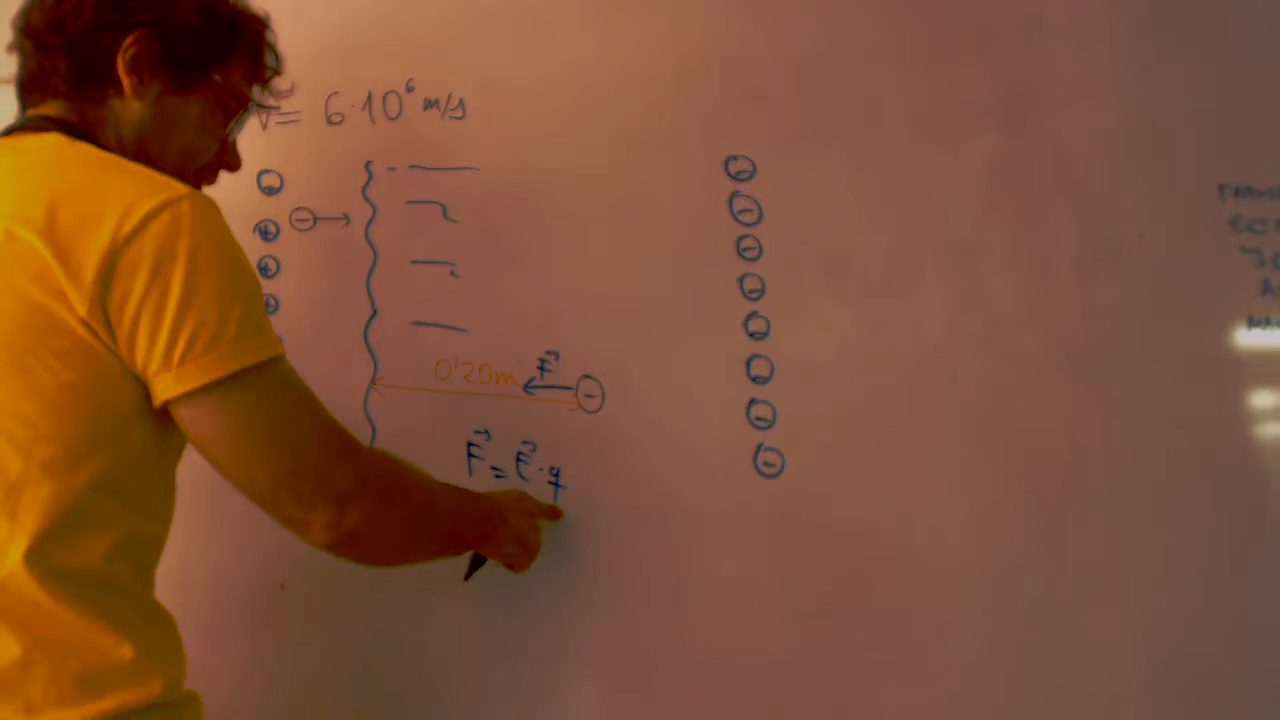 v = 6·10⁶ m/s
0'20m
F⃗
F⃗ = E⃗·q